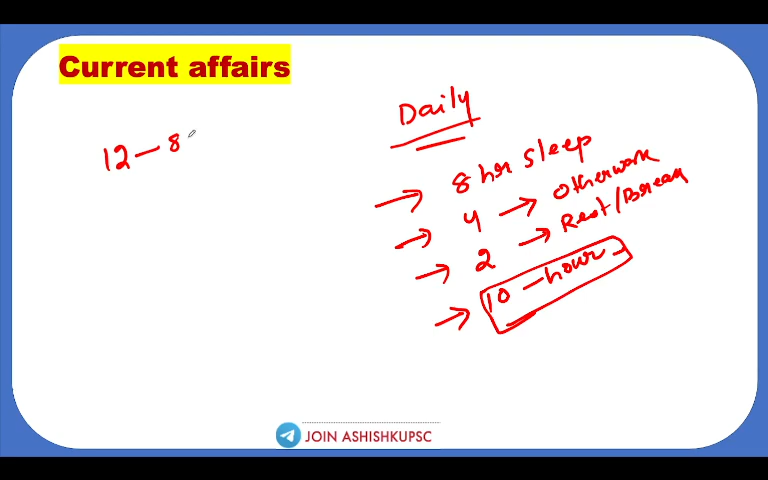 Current affairs
12 - 8
Daily
→ 8 hr sleep
→ 4 → Otherwork
→ 2 → Rest/Break
→ 10 - hour
JOIN ASHISHKUPSC